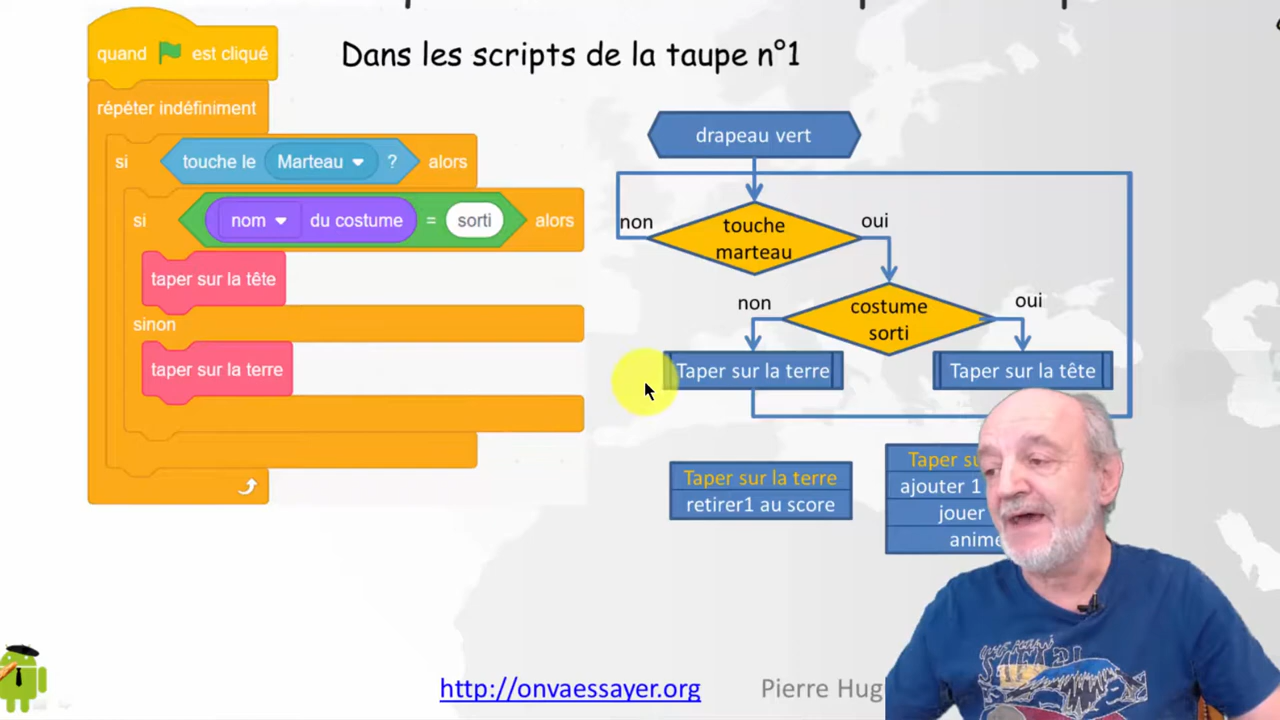 Dans les scripts de la taupe n°1
quand est cliqué
répéter indéfiniment
si touche le Marteau ? alors
si nom du costume = sorti alors
taper sur la tête
sinon
taper sur la terre
drapeau vert
non
touche
marteau
oui
non
costume
sorti
oui
Taper sur la terre
Taper sur la tête
Taper sur la terre
retirer1 au score
Taper
ajouter 1
jouer
http://onvaessayer.org
Pierre